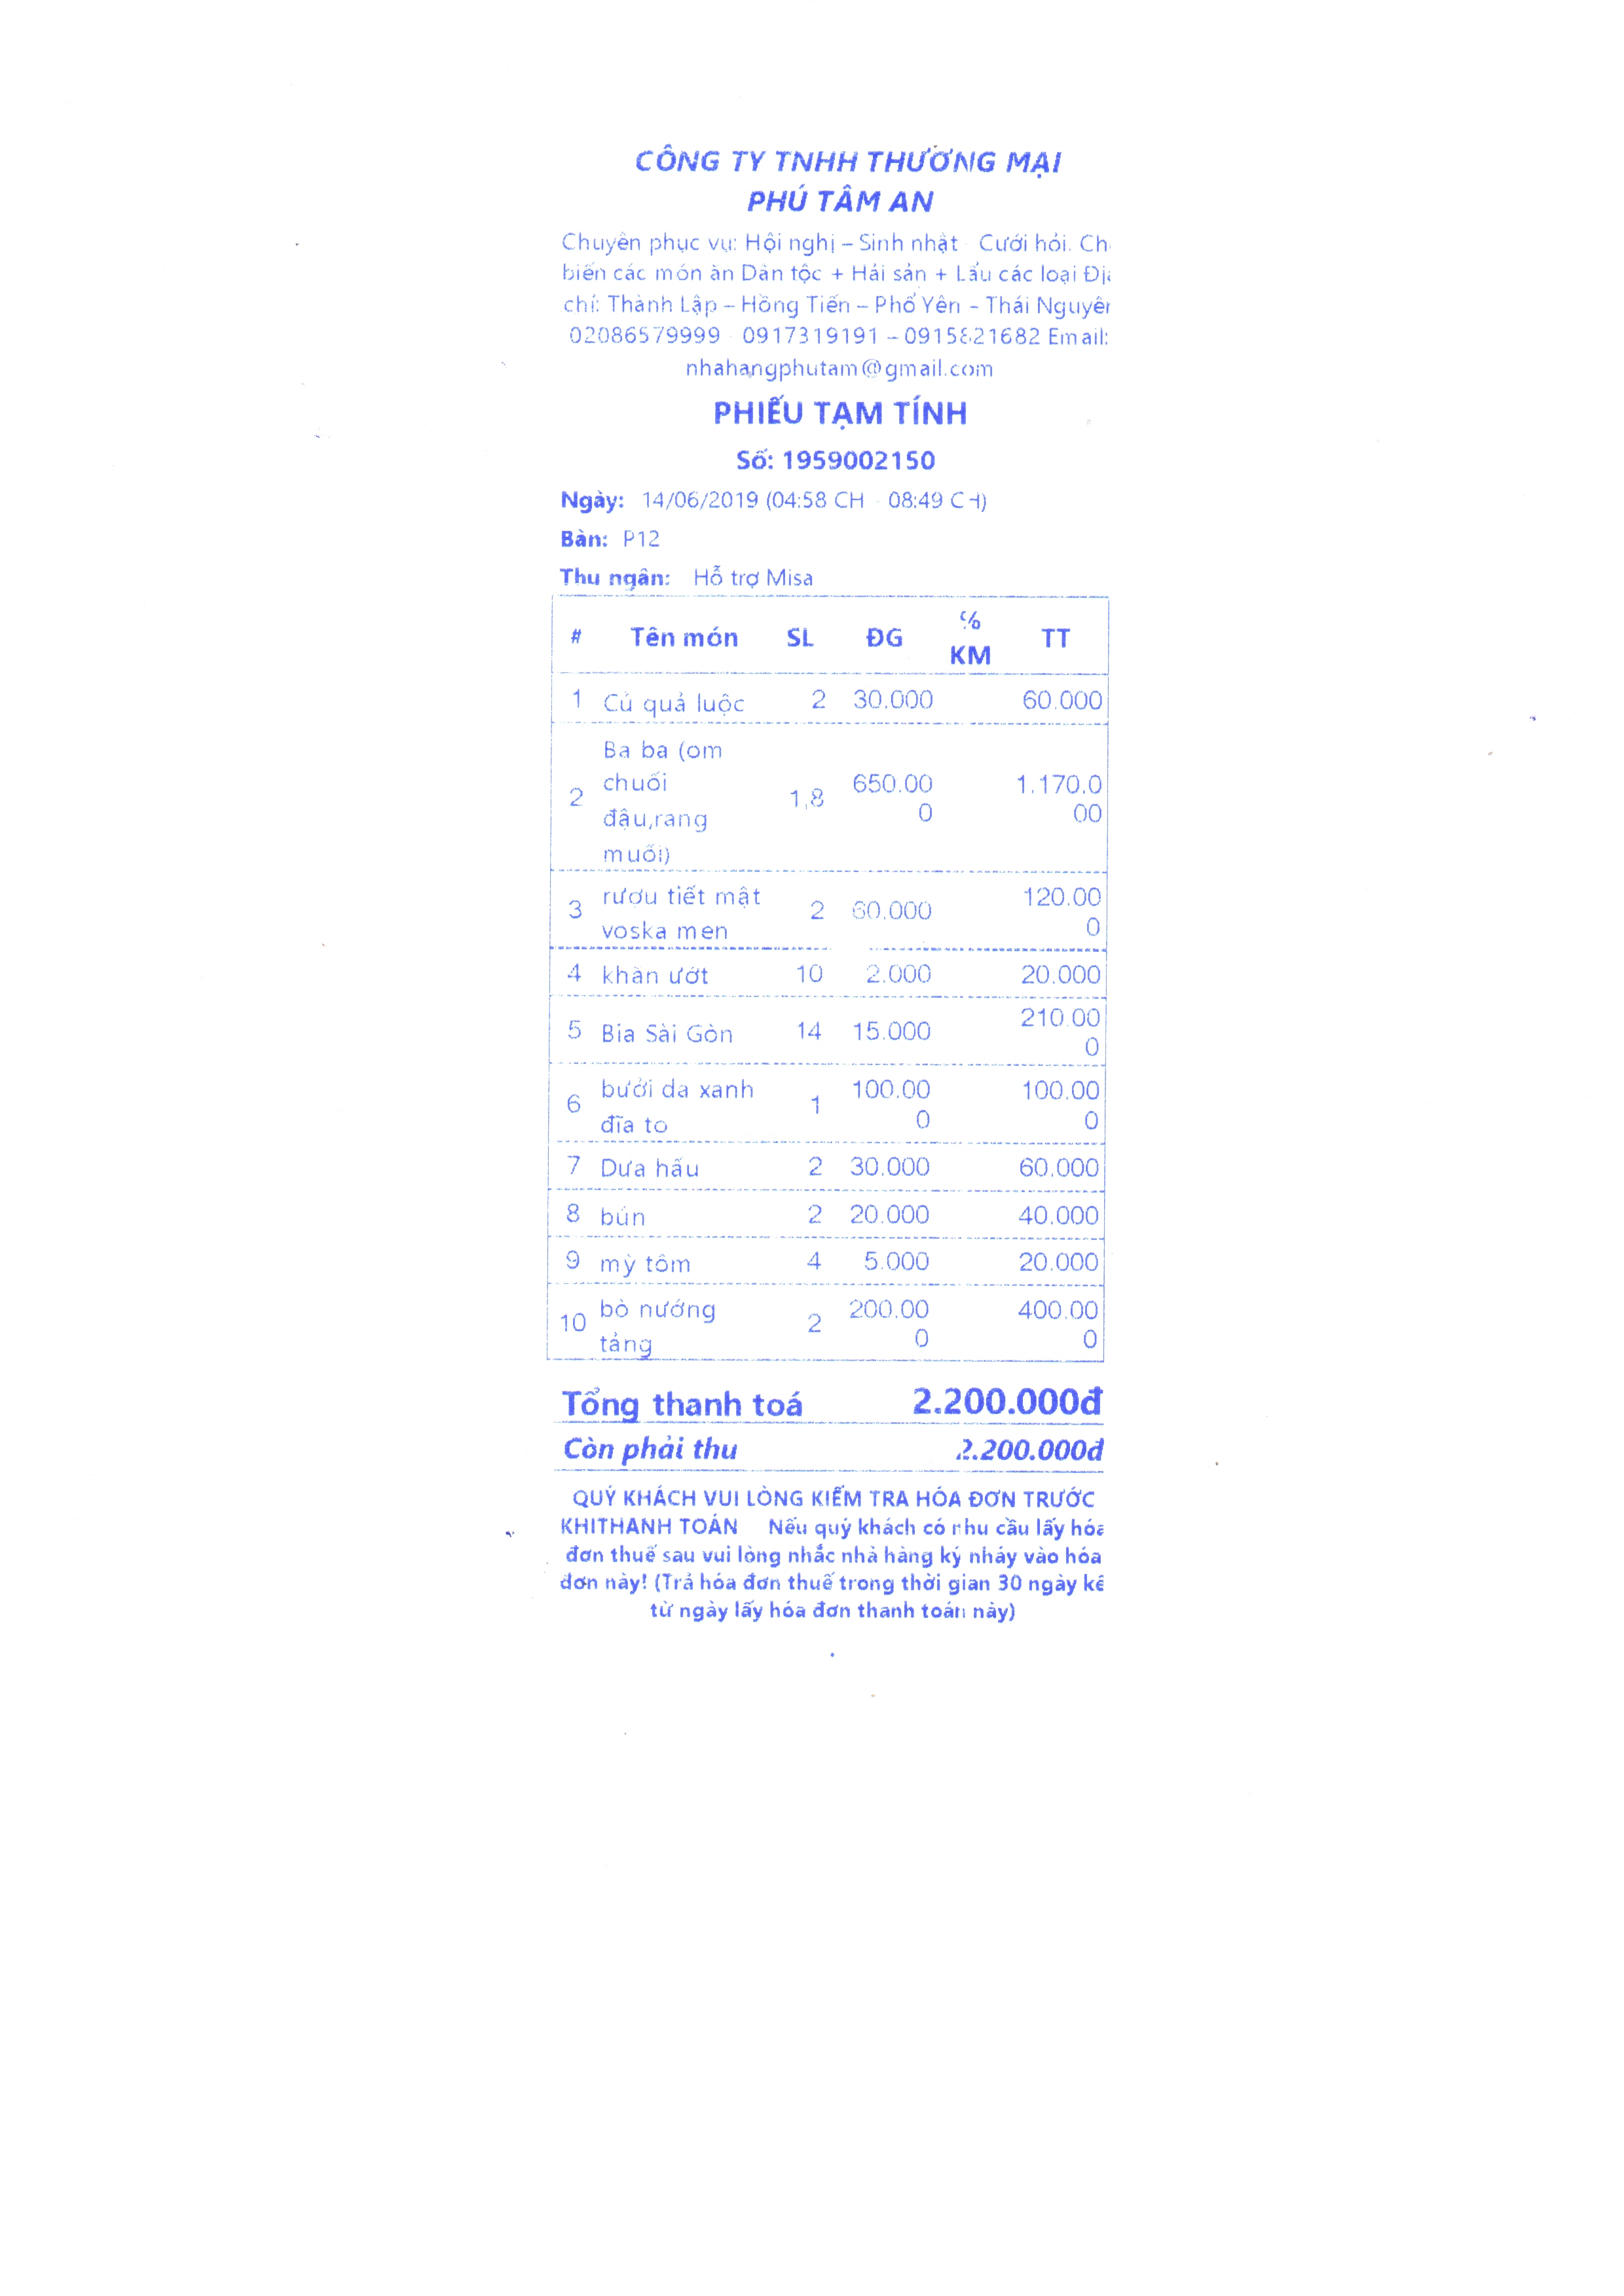 CÔNG TY TNHH THƯƠNG MẠI
PHÚ TÂM AN
Chuyên phục vụ: Hội nghị – Sinh nhật - Cưới hỏi. Ch
biến các món ăn Dân tộc + Hải sản + Lẩu các loại Đị
chỉ: Thành Lập – Hồng Tiến – Phổ Yên – Thái Nguyên
02086579999 - 0917319191 – 0915821682 Email:
nhahangphutam@gmail.com
PHIẾU TẠM TÍNH
Số: 1959002150
Ngày: 14/06/2019 (04:58 CH - 08:49 CH)
Bàn: P12
Thu ngân: Hỗ trợ Misa
# Tên món SL ĐG % KM TT
1 Củ quả luộc 2 30.000 60.000
2 Ba ba (om chuối đậu,rang muối) 1,8 650.000 1.170.000
3 rượu tiết mật voska men 2 60.000 120.000
4 khăn ướt 10 2.000 20.000
5 Bia Sài Gòn 14 15.000 210.000
6 bưởi da xanh đĩa to 1 100.000 100.000
7 Dưa hấu 2 30.000 60.000
8 bún 2 20.000 40.000
9 mỳ tôm 4 5.000 20.000
10 bò nướng tảng 2 200.000 400.000
Tổng thanh toá 2.200.000đ
Còn phải thu 2.200.000đ
QUÝ KHÁCH VUI LÒNG KIỂM TRA HÓA ĐƠN TRƯỚC
KHITHANH TOÁN Nếu quý khách có nhu cầu lấy hóa
đơn thuế sau vui lòng nhắc nhà hàng ký nháy vào hóa
đơn này! (Trả hóa đơn thuế trong thời gian 30 ngày kể
từ ngày lấy hóa đơn thanh toán này)